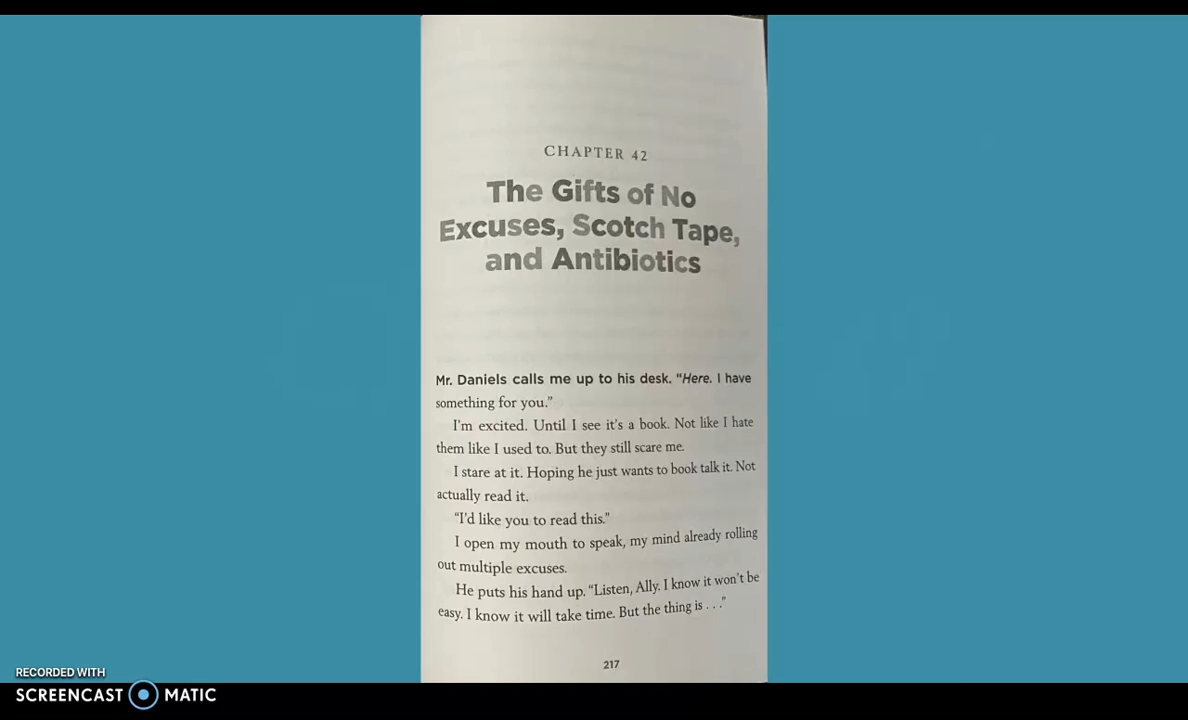 CHAPTER 42
The Gifts of No
Excuses, Scotch Tape,
and Antibiotics
Mr. Daniels calls me up to his desk. “Here. I have
something for you.”
I'm excited. Until I see it's a book. Not like I hate
them like I used to. But they still scare me.
I stare at it. Hoping he just wants to book talk it. Not
actually read it.
“I'd like you to read this.”
I open my mouth to speak, my mind already rolling
out multiple excuses.
He puts his hand up. “Listen, Ally. I know it won't be
easy. I know it will take time. But the thing is . . .”
217
RECORDED WITH
SCREENCAST MATIC